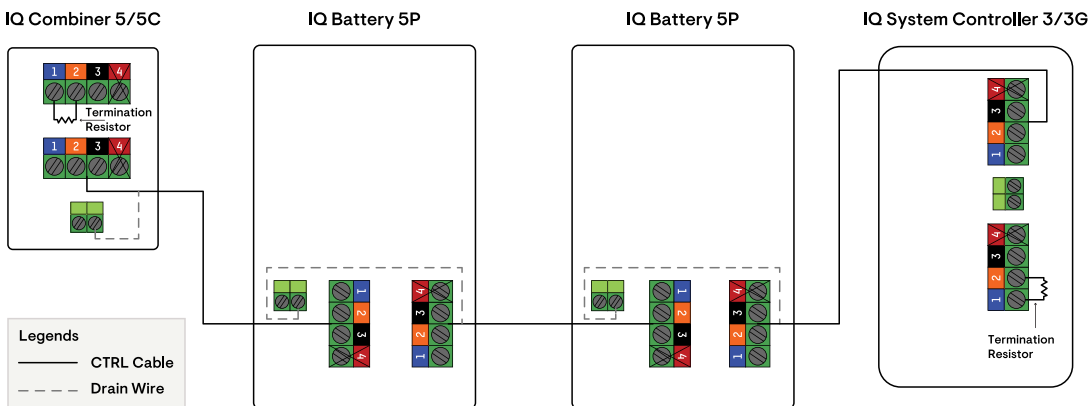 IQ Combiner 5/5C
IQ Battery 5P
IQ Battery 5P
IQ System Controller 3/3G
1 2 3 4
Termination
Resistor
1 2 3 4
1
2
3
4
4
3
2
1
1
2
3
4
4
3
2
1
4
3
2
1
4
3
2
1
Termination
Resistor
Legends
CTRL Cable
Drain Wire